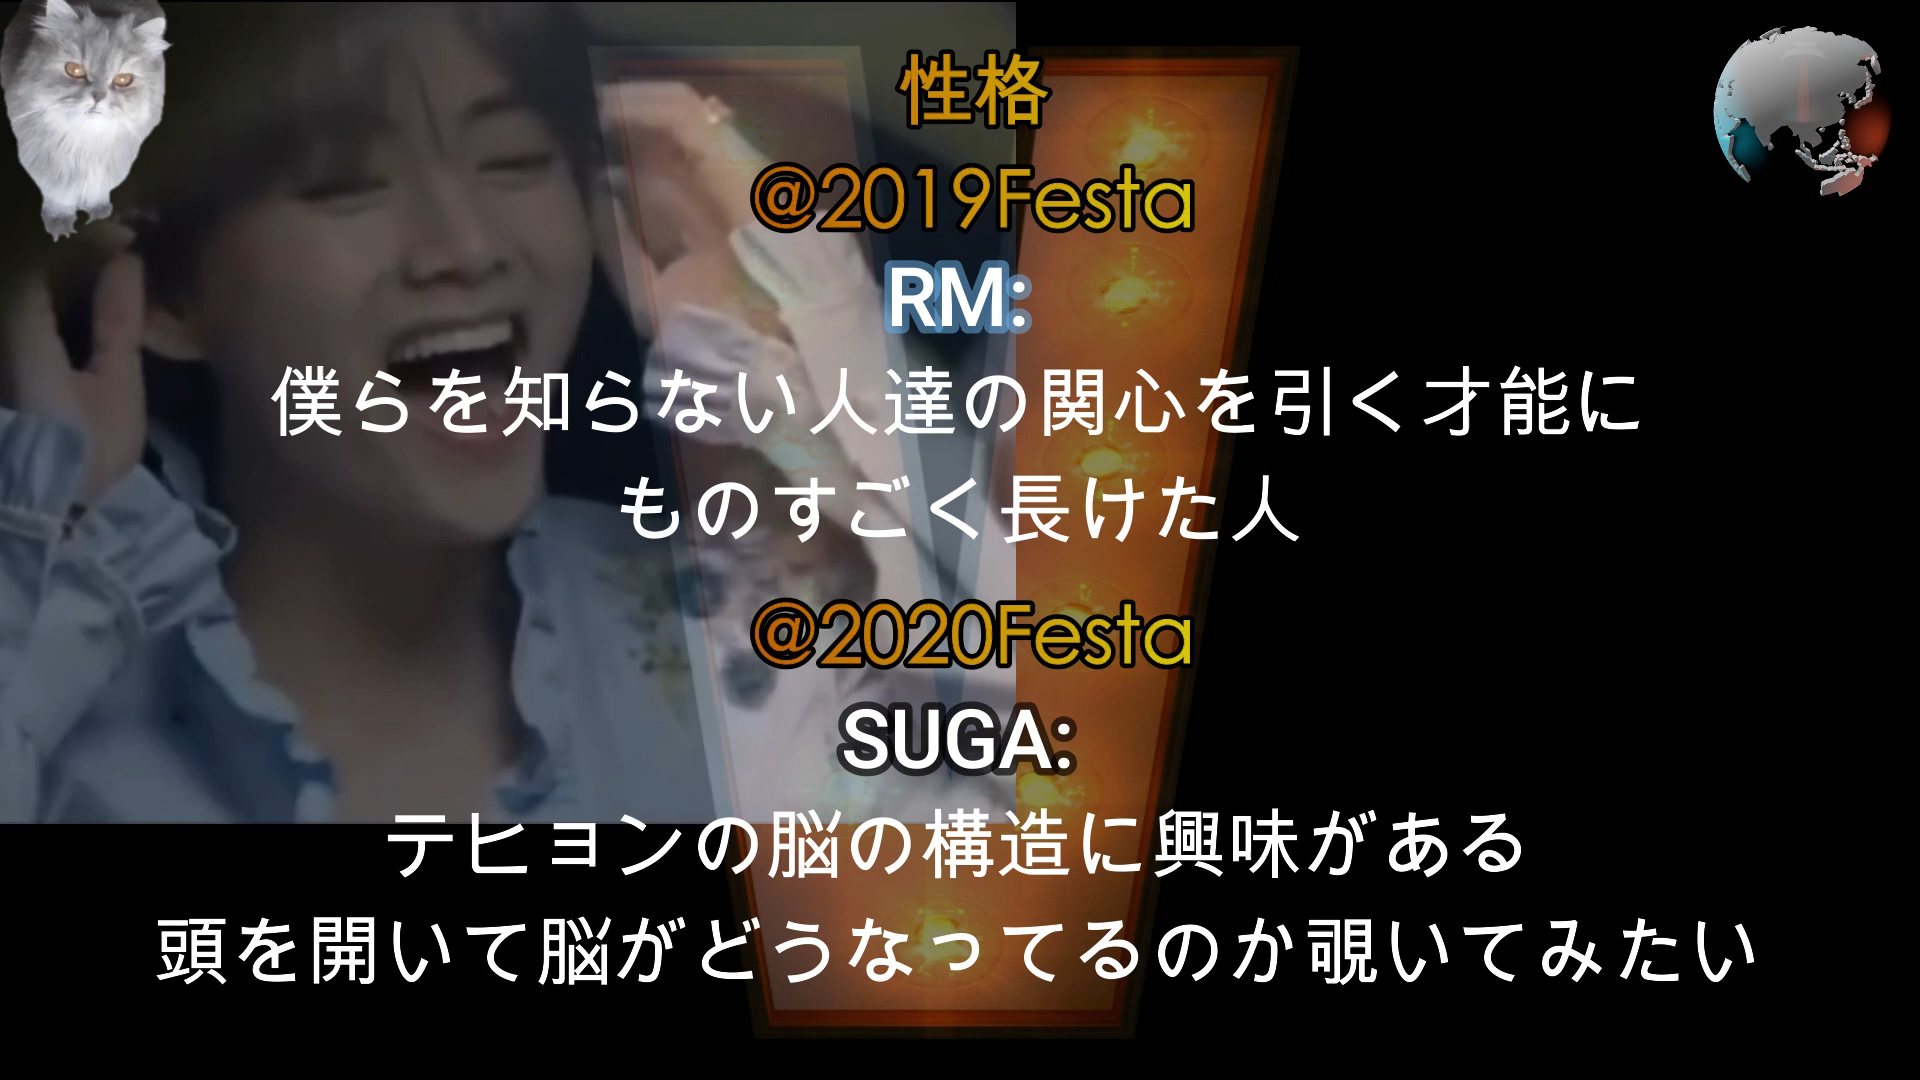 性格
@2019Festa
RM:
僕らを知らない人達の関心を引く才能に
ものすごく長けた人
@2020Festa
SUGA:
テヒョンの脳の構造に興味がある
頭を開いて脳がどうなってるのか覗いてみたい